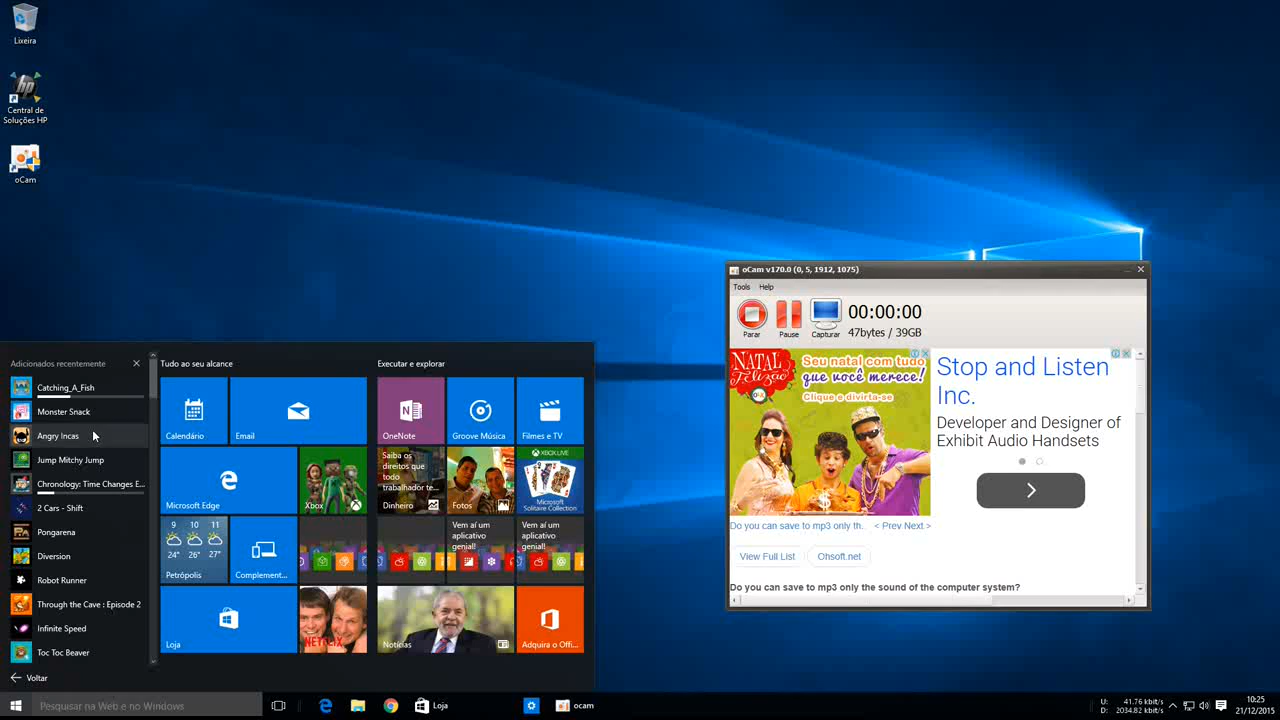 Lixeira
Central de
Soluções HP
oCam
oCam v170.0 (0, 5, 1912, 1075)
Tools Help
Parar Pause Capturar
00:00:00
47bytes / 39GB
NATAL
Felizão
Seu natal com tudo
que você merece!
Clique e divirta-se
Stop and Listen
Inc.
Developer and Designer of
Exhibit Audio Handsets
Do you can save to mp3 only th. < Prev Next >
View Full List Ohsoft.net
Do you can save to mp3 only the sound of the computer system?
Adicionados recentemente
Catching_A_Fish
Monster Snack
Angry Incas
Jump Mitchy Jump
Chronology: Time Changes E...
2 Cars - Shift
Pongarena
Diversion
Robot Runner
Through the Cave : Episode 2
Infinite Speed
Toc Toc Beaver
Voltar
Tudo ao seu alcance
Calendário
Email
Microsoft Edge
Xbox
9 10 11
24° 26° 27°
Petrópolis
Complement...
Loja
NETFLIX
Executar e explorar
OneNote
Groove Música
Filmes e TV
Saiba os
direitos que
todo
trabalhador te...
Dinheiro
Fotos
XBOX LIVE
Microsoft
Solitaire Collection
Vem aí um
aplicativo
genial!
Vem aí um
aplicativo
genial!
Notícias
Adquira o Offi...
Pesquisar na Web e no Windows
Loja
ocam
U: 41.76 kbit/s
D: 2034.82 kbit/s
10:25
21/12/2015